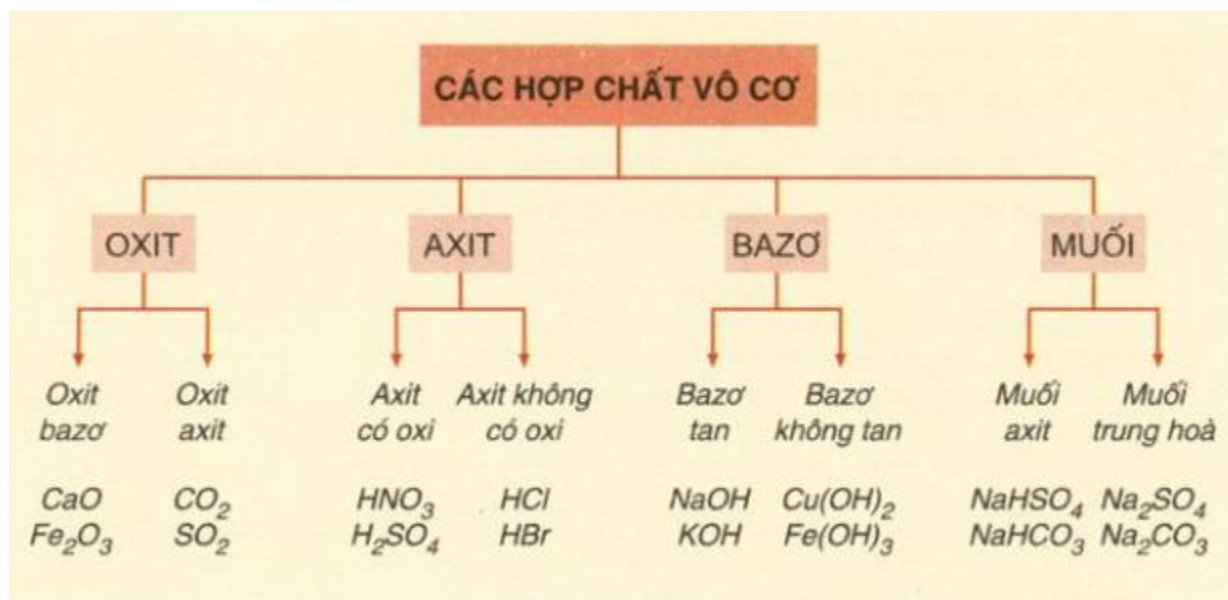 CÁC HỢP CHẤT VÔ CƠ
OXIT AXIT BAZƠ MUỐI
Oxit Oxit Axit Axit không Bazơ Bazơ Muối Muối
bazơ axit có oxi có oxi tan không tan axit trung hoà
CaO CO₂ HNO₃ HCl NaOH Cu(OH)₂ NaHSO₄ Na₂SO₄
Fe₂O₃ SO₂ H₂SO₄ HBr KOH Fe(OH)₃ NaHCO₃ Na₂CO₃